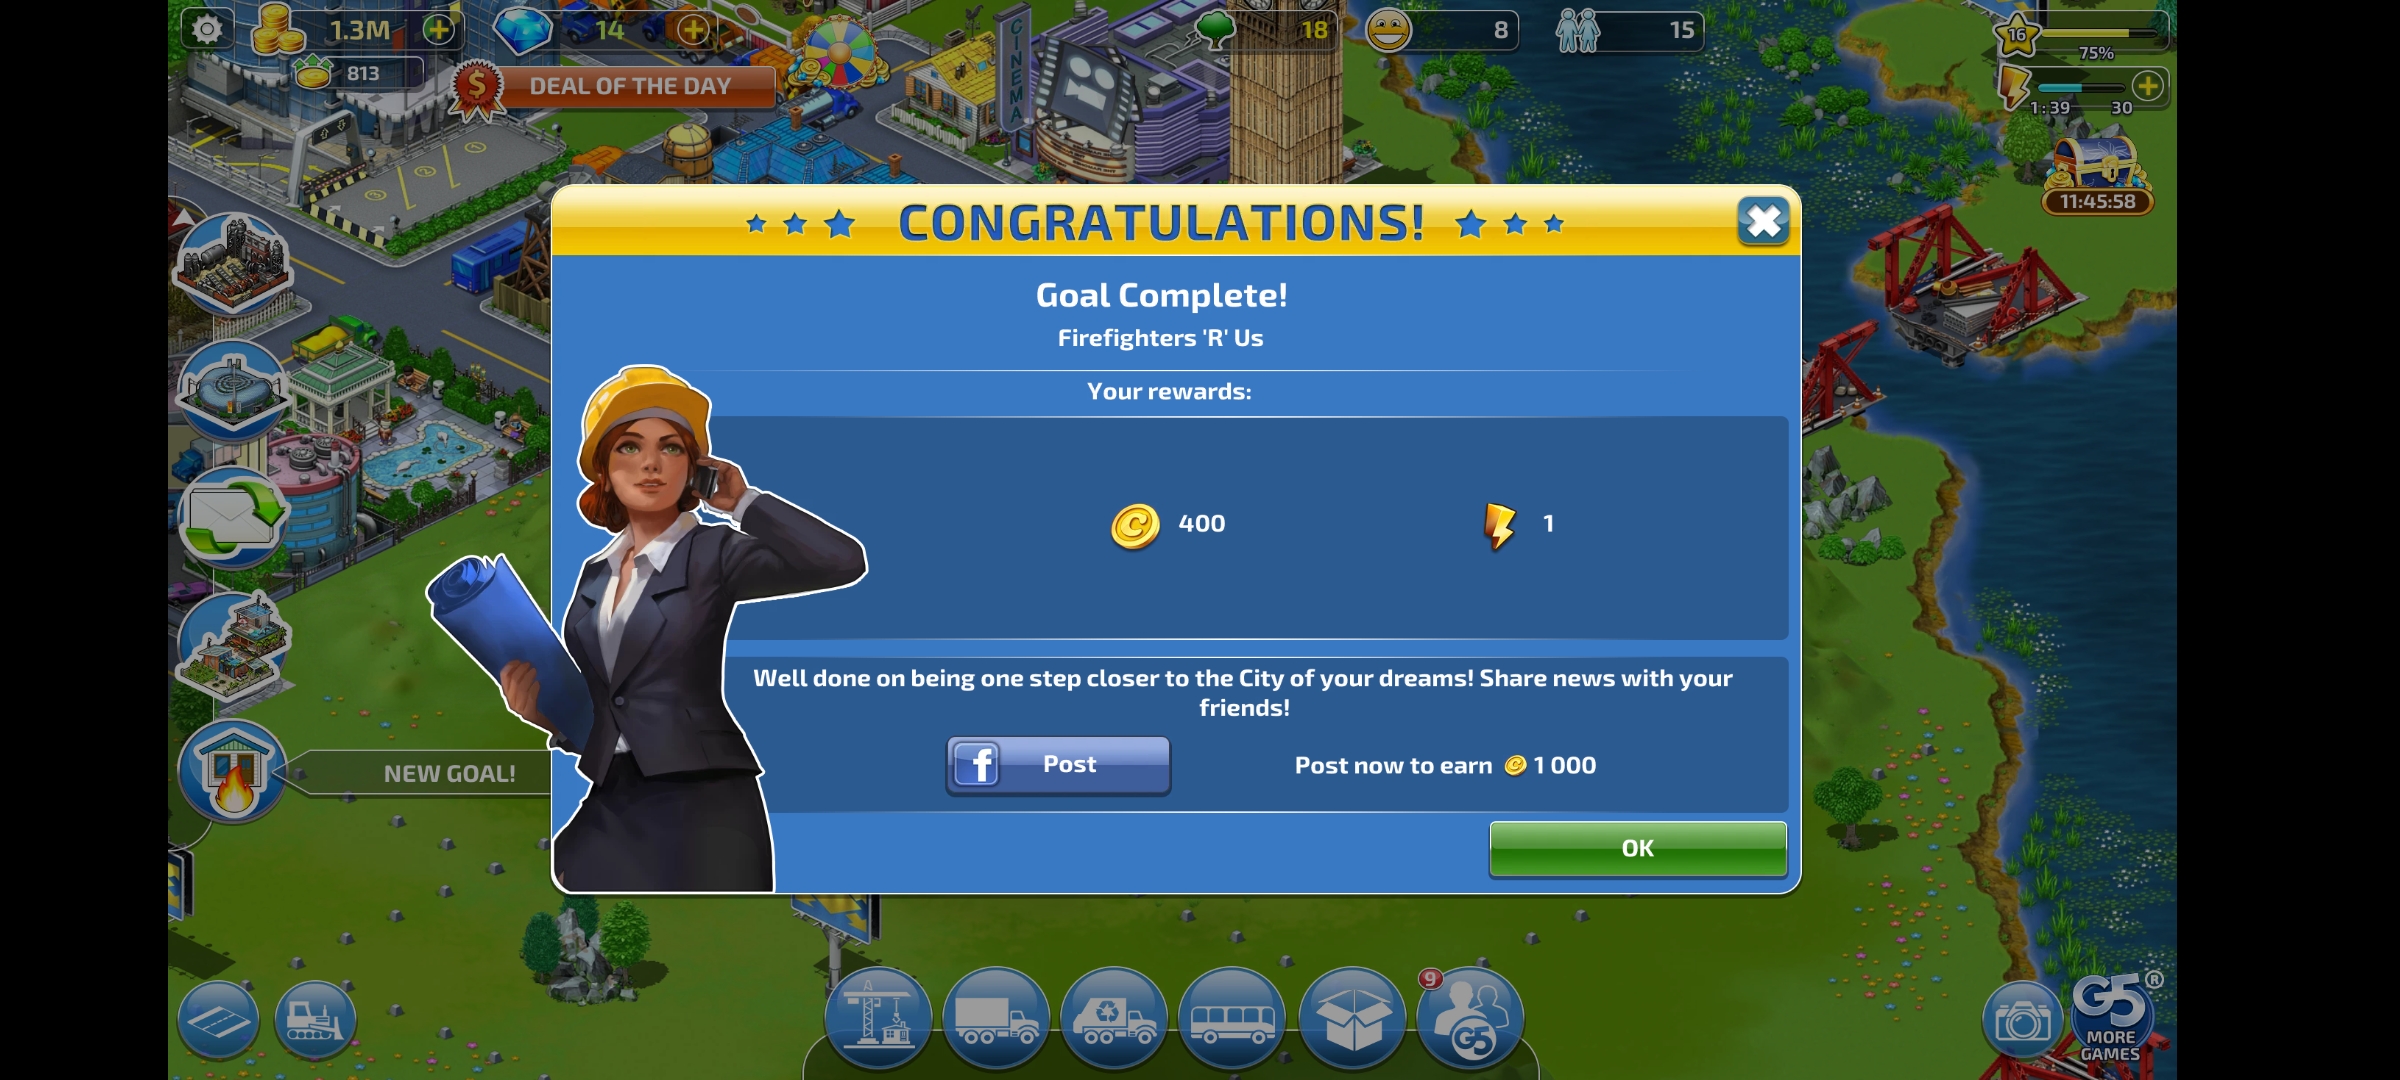 1.3M
14
18
8
15
16
75%
813
DEAL OF THE DAY
CINEMA
1:39
30
11:45:58
CONGRATULATIONS!
Goal Complete!
Firefighters 'R' Us
Your rewards:
400
1
Well done on being one step closer to the City of your dreams! Share news with your
friends!
f Post
Post now to earn 1 000
NEW GOAL!
OK
9
G5
G5®
MORE
GAMES